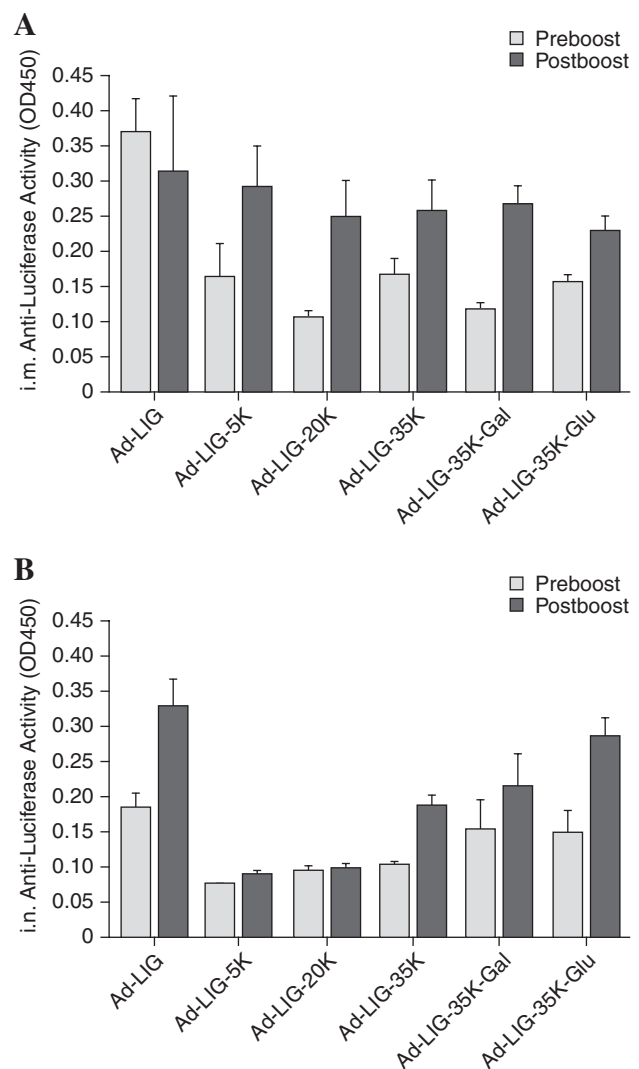 A
Preboost
Postboost
i.m. Anti-Luciferase Activity (OD450)
0.45
0.40
0.35
0.30
0.25
0.20
0.15
0.10
0.05
0
Ad-LIG
Ad-LIG-5K
Ad-LIG-20K
Ad-LIG-35K
Ad-LIG-35K-Gal
Ad-LIG-35K-Glu
B
Preboost
Postboost
i.n. Anti-Luciferase Activity (OD450)
0.45
0.40
0.35
0.30
0.25
0.20
0.15
0.10
0.05
0
Ad-LIG
Ad-LIG-5K
Ad-LIG-20K
Ad-LIG-35K
Ad-LIG-35K-Gal
Ad-LIG-35K-Glu